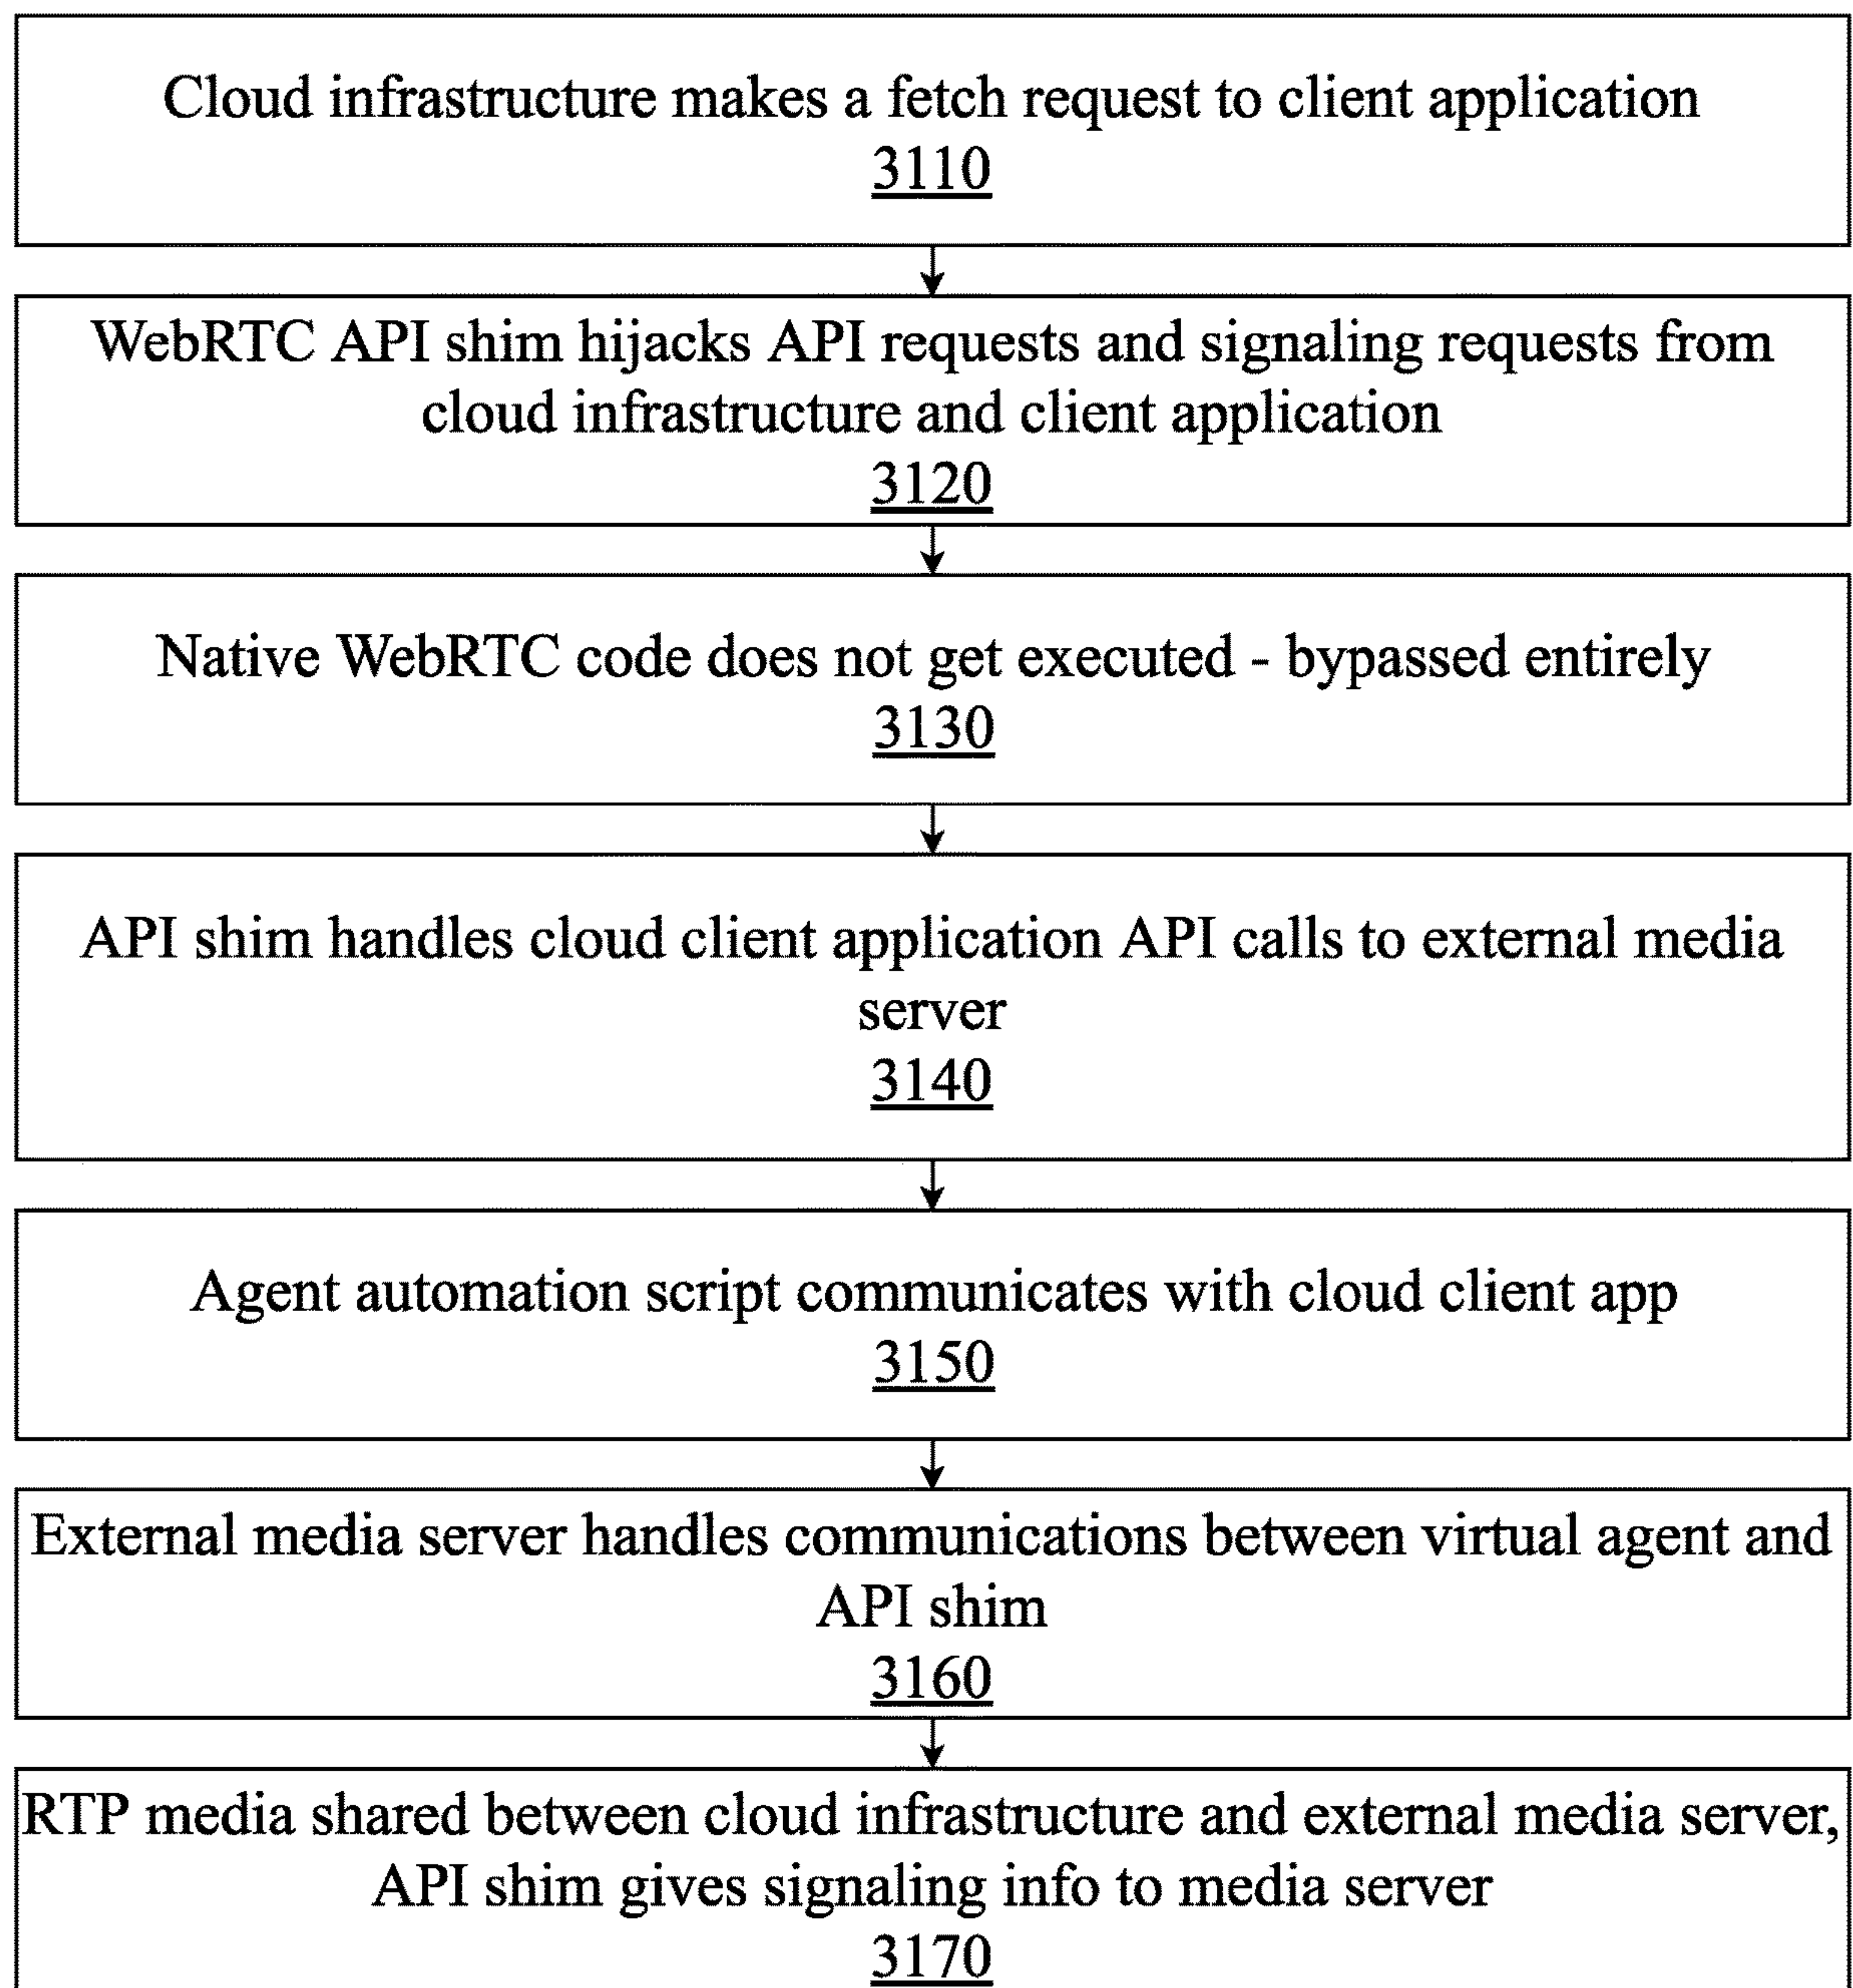 Cloud infrastructure makes a fetch request to client application
3110
WebRTC API shim hijacks API requests and signaling requests from
cloud infrastructure and client application
3120
Native WebRTC code does not get executed - bypassed entirely
3130
API shim handles cloud client application API calls to external media
server
3140
Agent automation script communicates with cloud client app
3150
External media server handles communications between virtual agent and
API shim
3160
RTP media shared between cloud infrastructure and external media server,
API shim gives signaling info to media server
3170